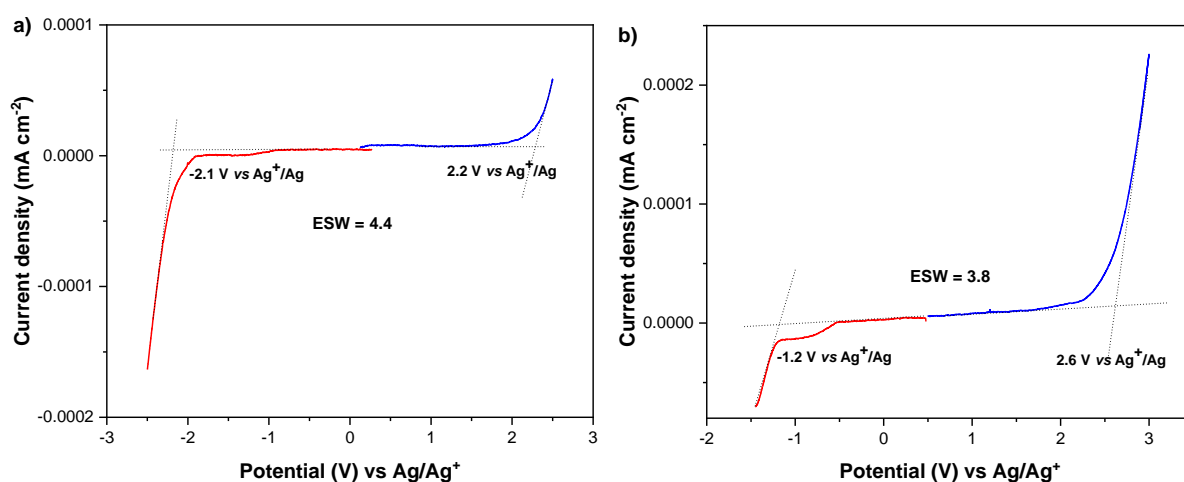 a)
0.0001
0.0000
-0.0001
-0.0002
Current density (mA cm⁻²)
-2.1 V vs Ag⁺/Ag
2.2 V vs Ag⁺/Ag
ESW = 4.4
-3 -2 -1 0 1 2 3
Potential (V) vs Ag/Ag⁺
b)
0.0002
0.0001
0.0000
Current density (mA cm⁻²)
ESW = 3.8
-1.2 V vs Ag⁺/Ag
2.6 V vs Ag⁺/Ag
-2 -1 0 1 2 3
Potential (V) vs Ag/Ag⁺